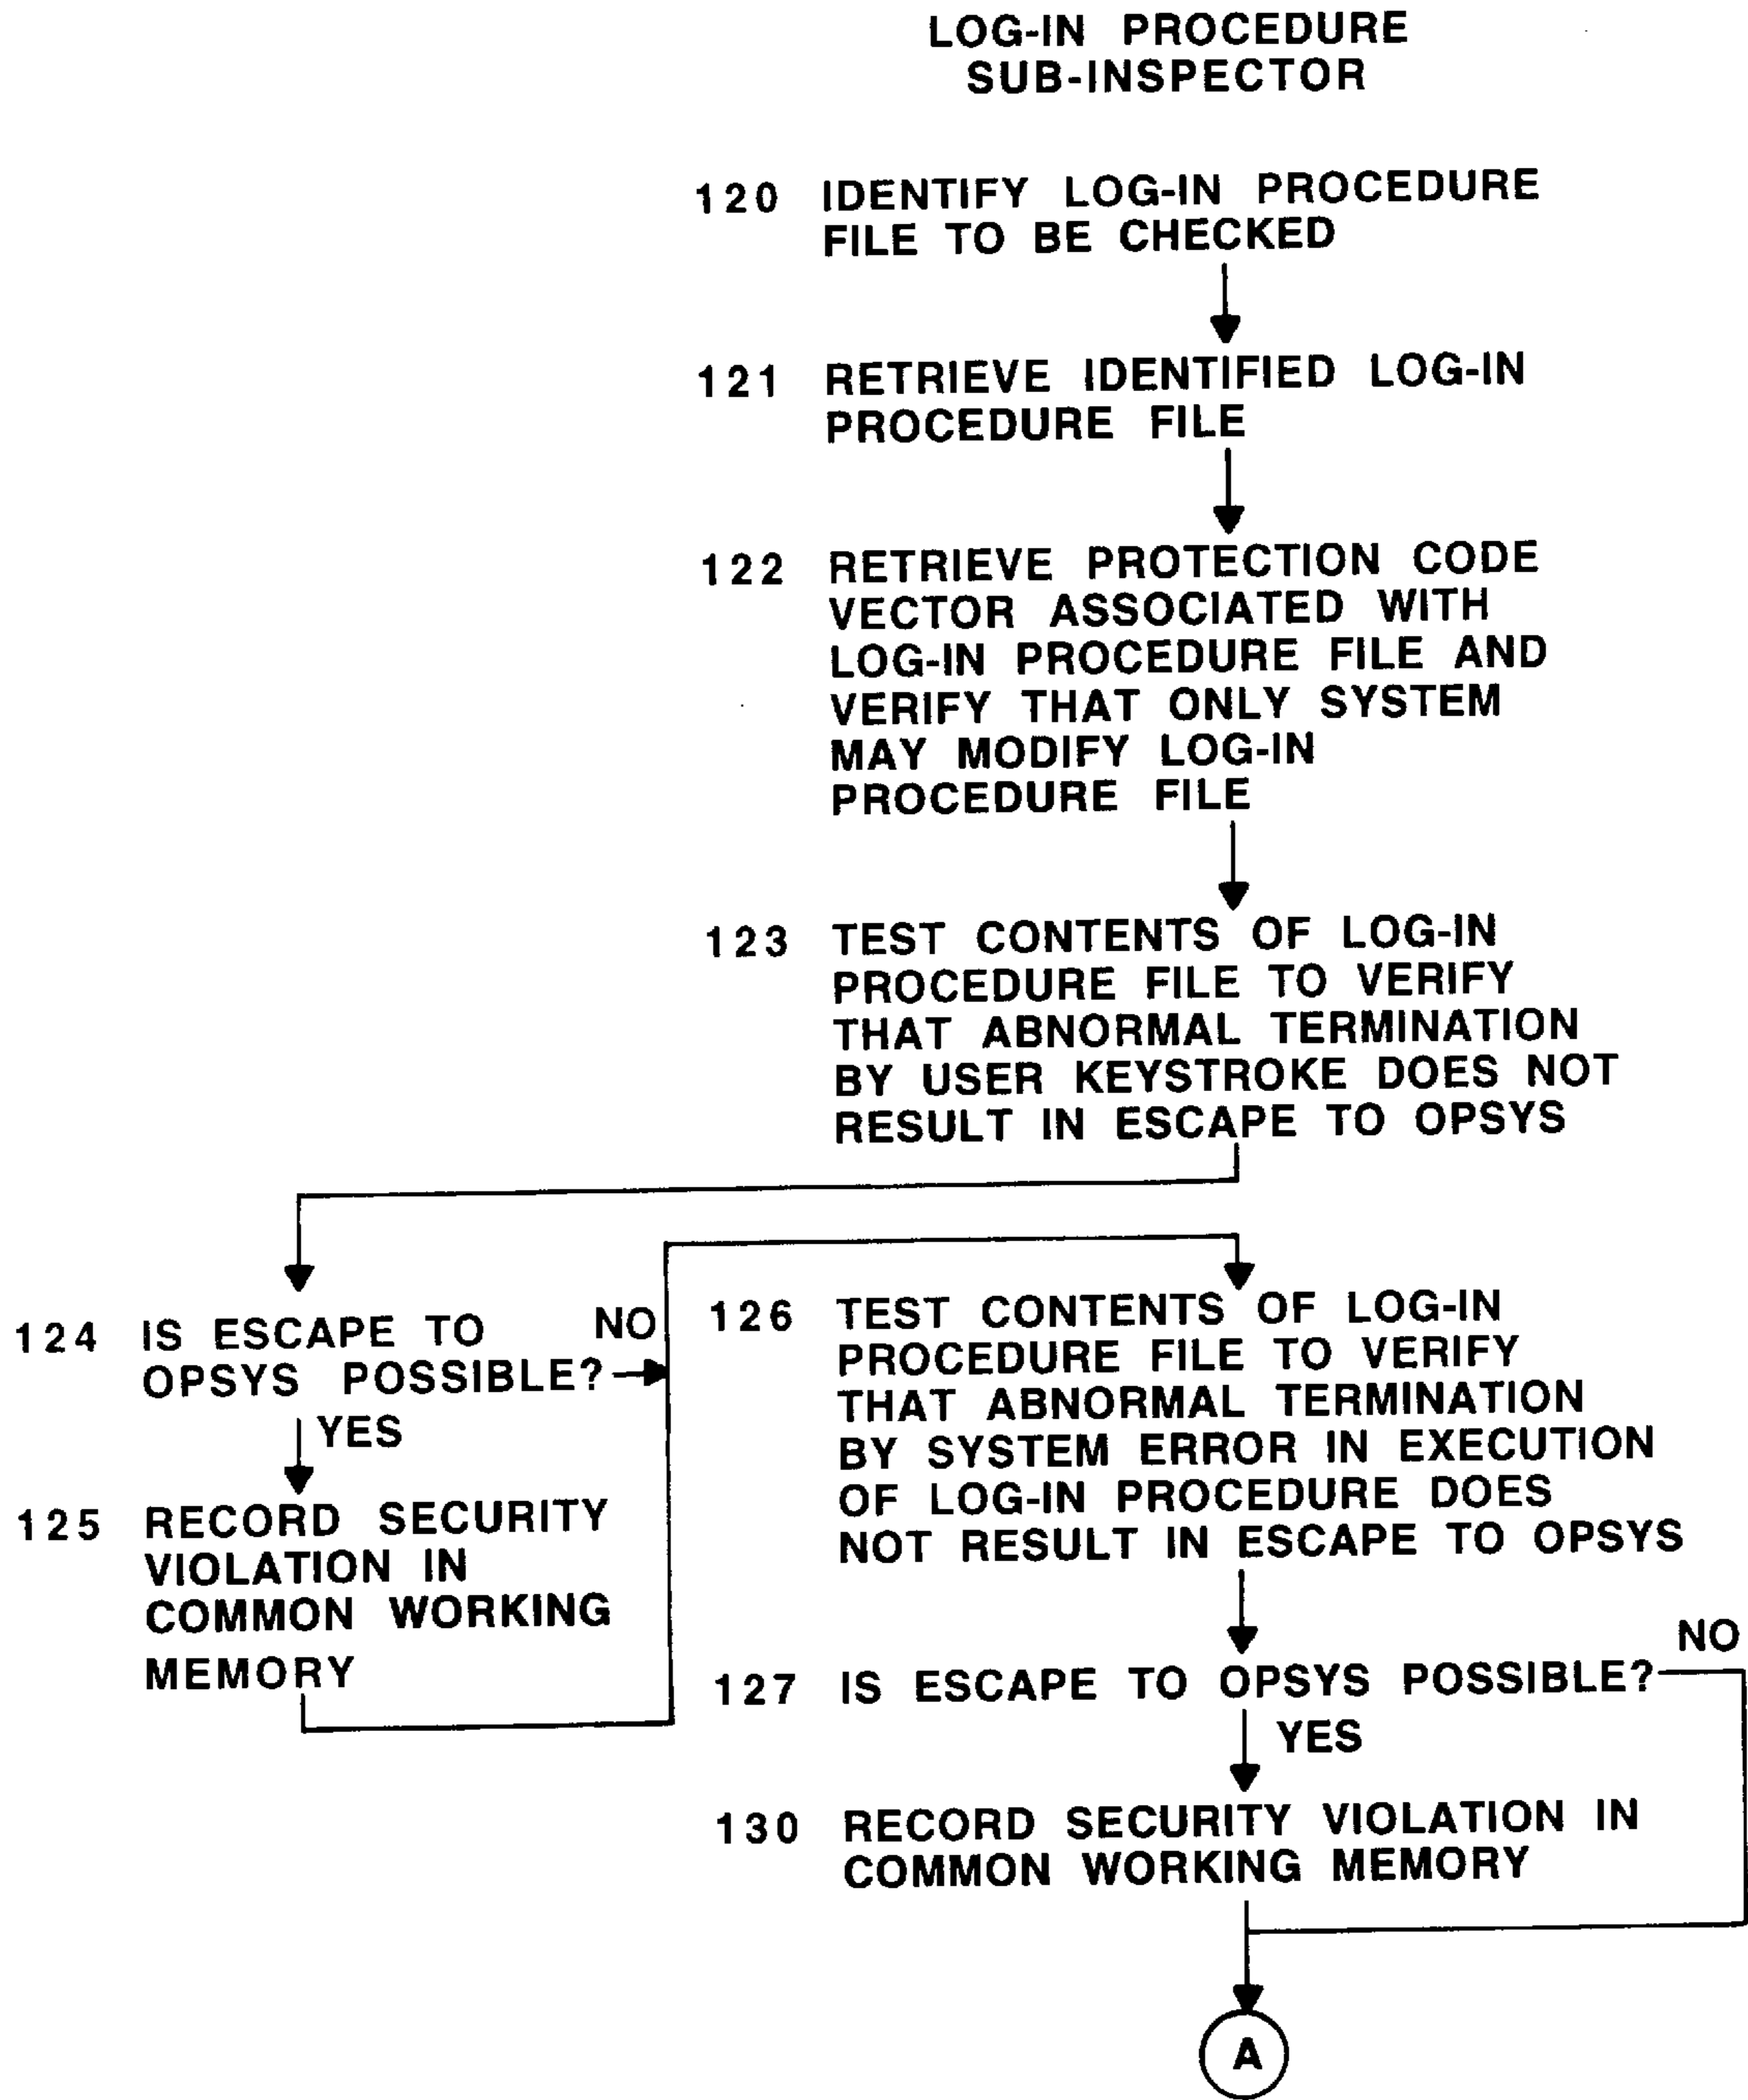 LOG-IN PROCEDURE
SUB-INSPECTOR
120 IDENTIFY LOG-IN PROCEDURE
FILE TO BE CHECKED
121 RETRIEVE IDENTIFIED LOG-IN
PROCEDURE FILE
122 RETRIEVE PROTECTION CODE
VECTOR ASSOCIATED WITH
LOG-IN PROCEDURE FILE AND
VERIFY THAT ONLY SYSTEM
MAY MODIFY LOG-IN
PROCEDURE FILE
123 TEST CONTENTS OF LOG-IN
PROCEDURE FILE TO VERIFY
THAT ABNORMAL TERMINATION
BY USER KEYSTROKE DOES NOT
RESULT IN ESCAPE TO OPSYS
124 IS ESCAPE TO
OPSYS POSSIBLE?
NO
YES
125 RECORD SECURITY
VIOLATION IN
COMMON WORKING
MEMORY
126 TEST CONTENTS OF LOG-IN
PROCEDURE FILE TO VERIFY
THAT ABNORMAL TERMINATION
BY SYSTEM ERROR IN EXECUTION
OF LOG-IN PROCEDURE DOES
NOT RESULT IN ESCAPE TO OPSYS
127 IS ESCAPE TO OPSYS POSSIBLE?
NO
YES
130 RECORD SECURITY VIOLATION IN
COMMON WORKING MEMORY
A